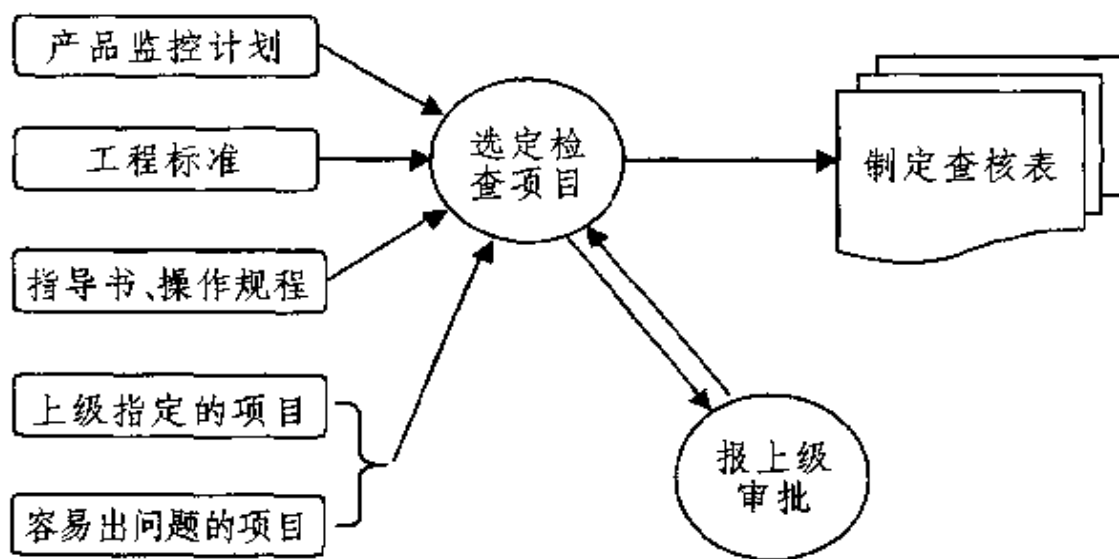 产品监控计划
工程标准
指导书、操作规程
上级指定的项目
容易出问题的项目
选定检
查项目
制定查核表
报上级
审批